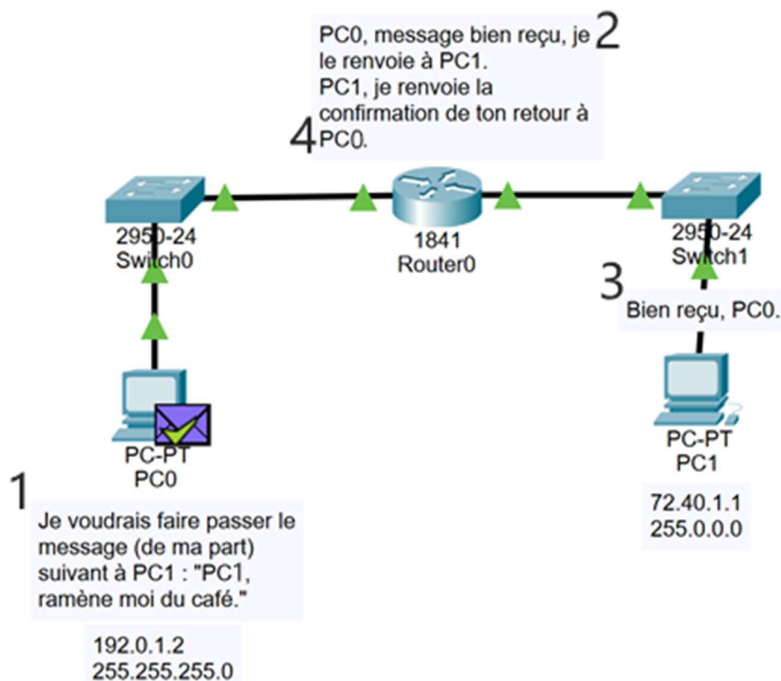 PC0, message bien reçu, je
2
le renvoie à PC1.
PC1, je renvoie la
confirmation de ton retour à
4
PC0.
2950-24
Switch0
1841
Router0
2950-24
Switch1
3
Bien reçu, PC0.
PC-PT
PC0
PC-PT
PC1
1
Je voudrais faire passer le
message (de ma part)
suivant à PC1 : "PC1,
ramène moi du café."
72.40.1.1
255.0.0.0
192.0.1.2
255.255.255.0